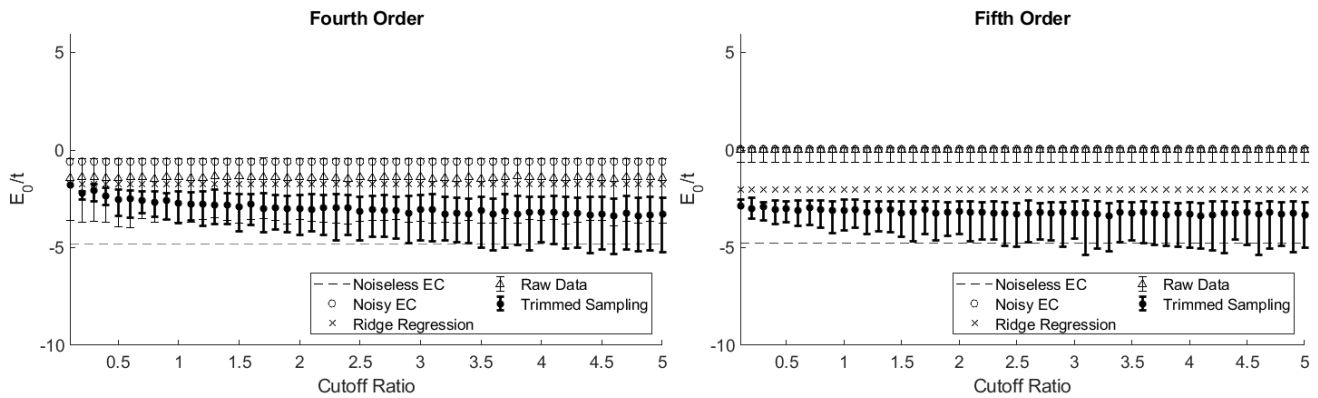 Fourth Order
5
0
-5
-10
E0/t
0.5 1 1.5 2 2.5 3 3.5 4 4.5 5
Cutoff Ratio
Noiseless EC
Noisy EC
Ridge Regression
Raw Data
Trimmed Sampling
Fifth Order
5
0
-5
-10
E0/t
0.5 1 1.5 2 2.5 3 3.5 4 4.5 5
Cutoff Ratio
Noiseless EC
Noisy EC
Ridge Regression
Raw Data
Trimmed Sampling